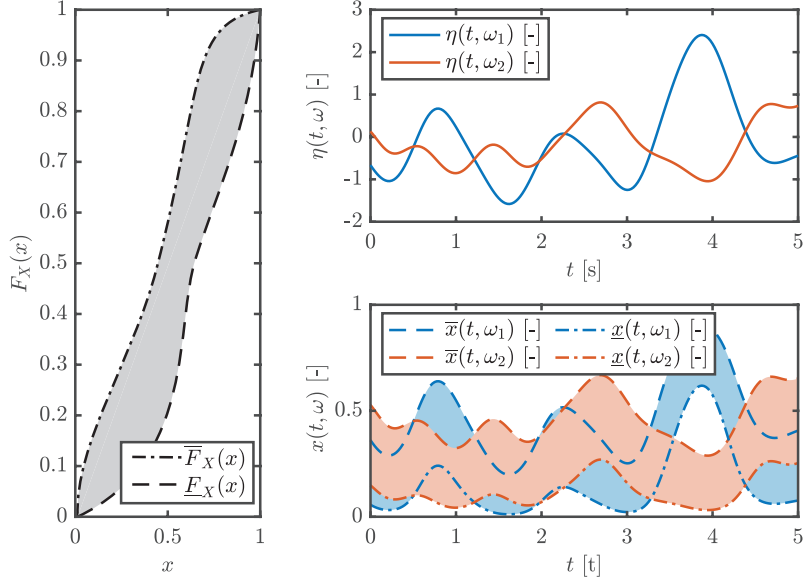 1
0.9
0.8
0.7
0.6
0.5
0.4
0.3
0.2
0.1
0
F_X(x)
F̅_X(x)
F̲_X(x)
0 0.5 1
x
3
2
1
0
-1
-2
η(t, ω) [-]
η(t, ω₁) [-]
η(t, ω₂) [-]
0 1 2 3 4 5
t [s]
1
0.5
0
x(t, ω) [-]
x̅(t, ω₁) [-] x̲(t, ω₁) [-]
x̅(t, ω₂) [-] x̲(t, ω₂) [-]
0 1 2 3 4 5
t [t]